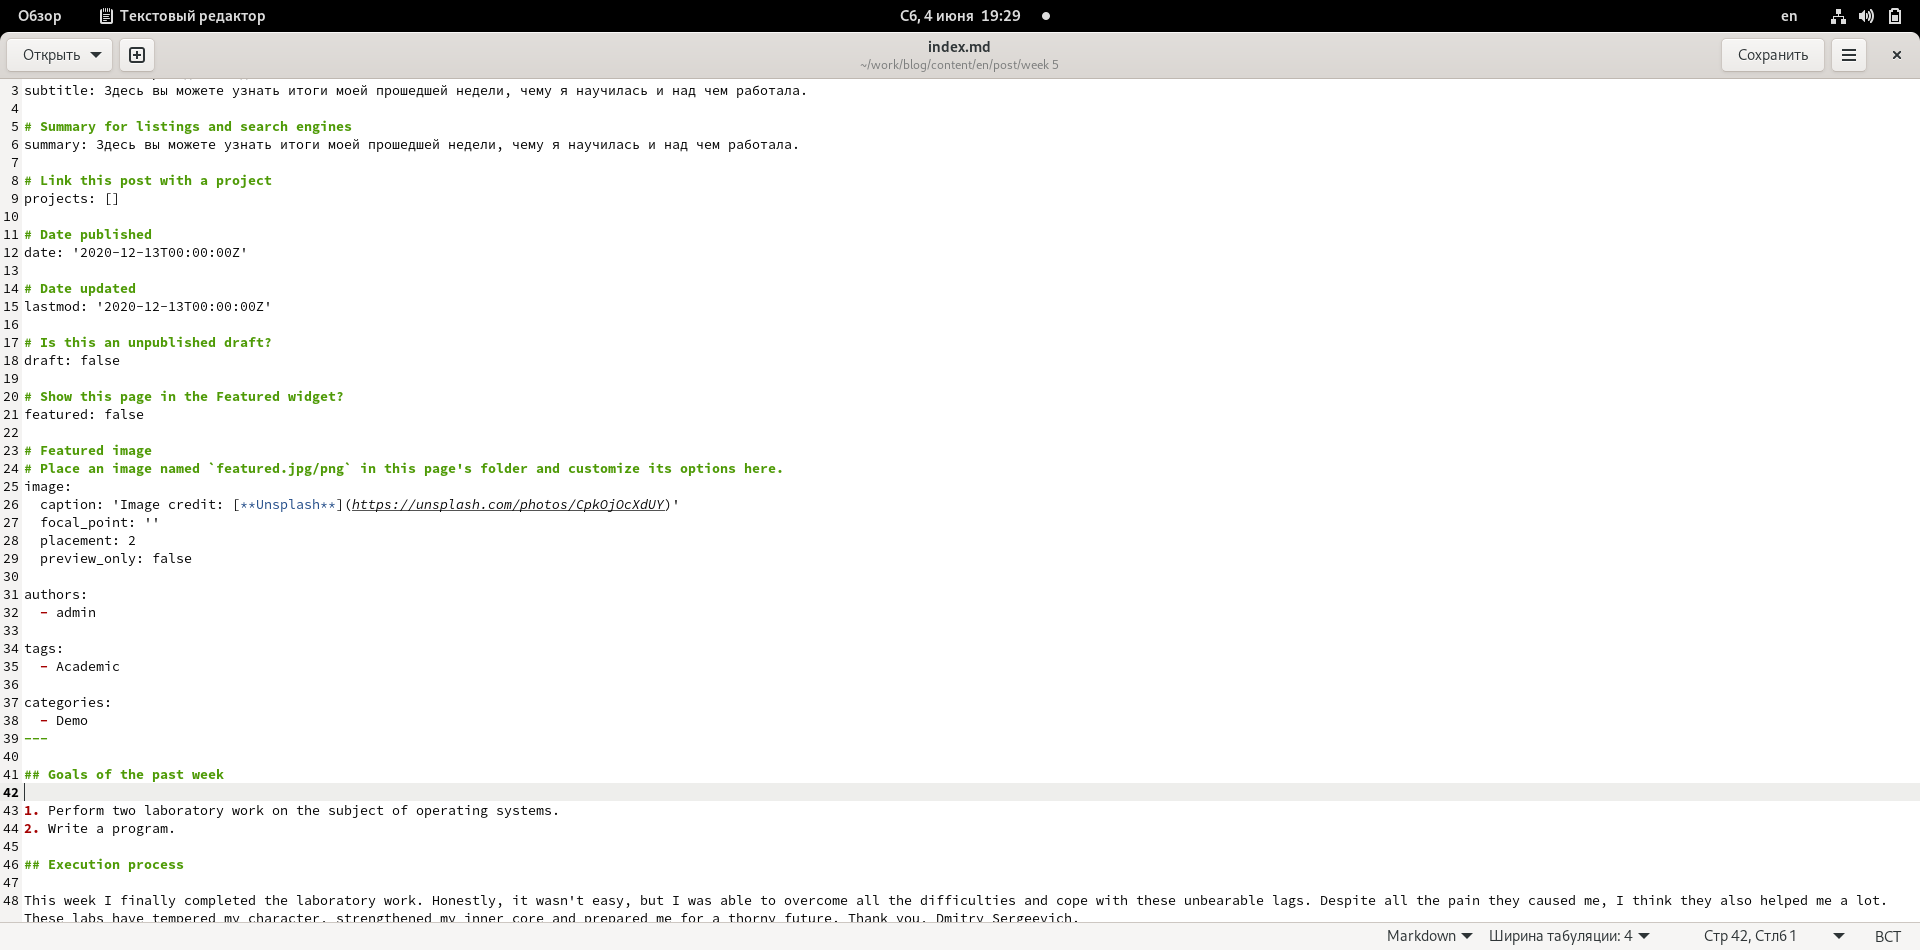 Обзор Текстовый редактор Сб, 4 июня 19:29 en
Открыть index.md Сохранить
~/work/blog/content/en/post/week 5
3 subtitle: Здесь вы можете узнать итоги моей прошедшей недели, чему я научилась и над чем работала.
4
5 # Summary for listings and search engines
6 summary: Здесь вы можете узнать итоги моей прошедшей недели, чему я научилась и над чем работала.
7
8 # Link this post with a project
9 projects: []
10
11 # Date published
12 date: '2020-12-13T00:00:00Z'
13
14 # Date updated
15 lastmod: '2020-12-13T00:00:00Z'
16
17 # Is this an unpublished draft?
18 draft: false
19
20 # Show this page in the Featured widget?
21 featured: false
22
23 # Featured image
24 # Place an image named `featured.jpg/png` in this page's folder and customize its options here.
25 image:
26   caption: 'Image credit: [**Unsplash**](https://unsplash.com/photos/CpkOjOcXdUY)'
27   focal_point: ''
28   placement: 2
29   preview_only: false
30
31 authors:
32   - admin
33
34 tags:
35   - Academic
36
37 categories:
38   - Demo
39 ---
40
41 ## Goals of the past week
42
43 1. Perform two laboratory work on the subject of operating systems.
44 2. Write a program.
45
46 ## Execution process
47
48 This week I finally completed the laboratory work. Honestly, it wasn't easy, but I was able to overcome all the difficulties and cope with these unbearable lags. Despite all the pain they caused me, I think they also helped me a lot.
These labs have tempered my character, strengthened my inner core and prepared me for a thorny future. Thank you, Dmitry Sergeevich.
Markdown Ширина табуляции: 4 Стр 42, Стлб 1 ВСТ